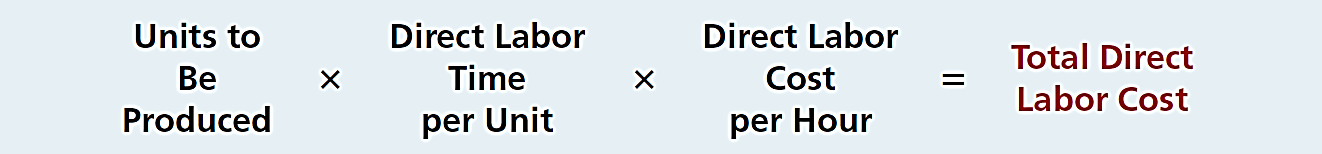 Units to
Be
Produced
×
Direct Labor
Time
per Unit
×
Direct Labor
Cost
per Hour
=
Total Direct
Labor Cost